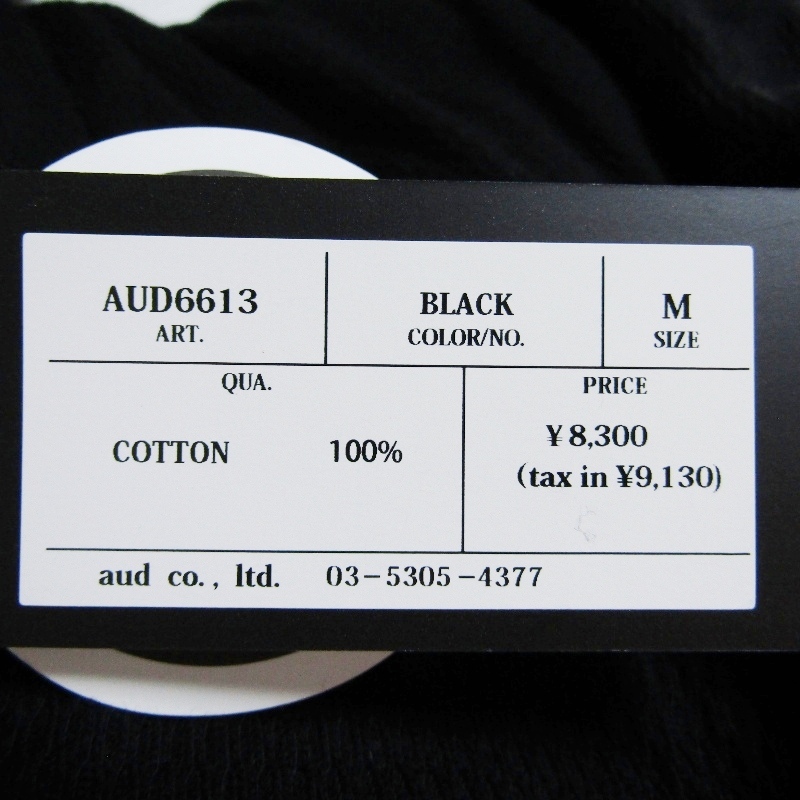 AUD6613 BLACK M
ART. COLOR/NO. SIZE
QUA. PRICE
COTTON 100% ¥8,300
(tax in ¥9,130)
aud co., ltd. 03-5305-4377